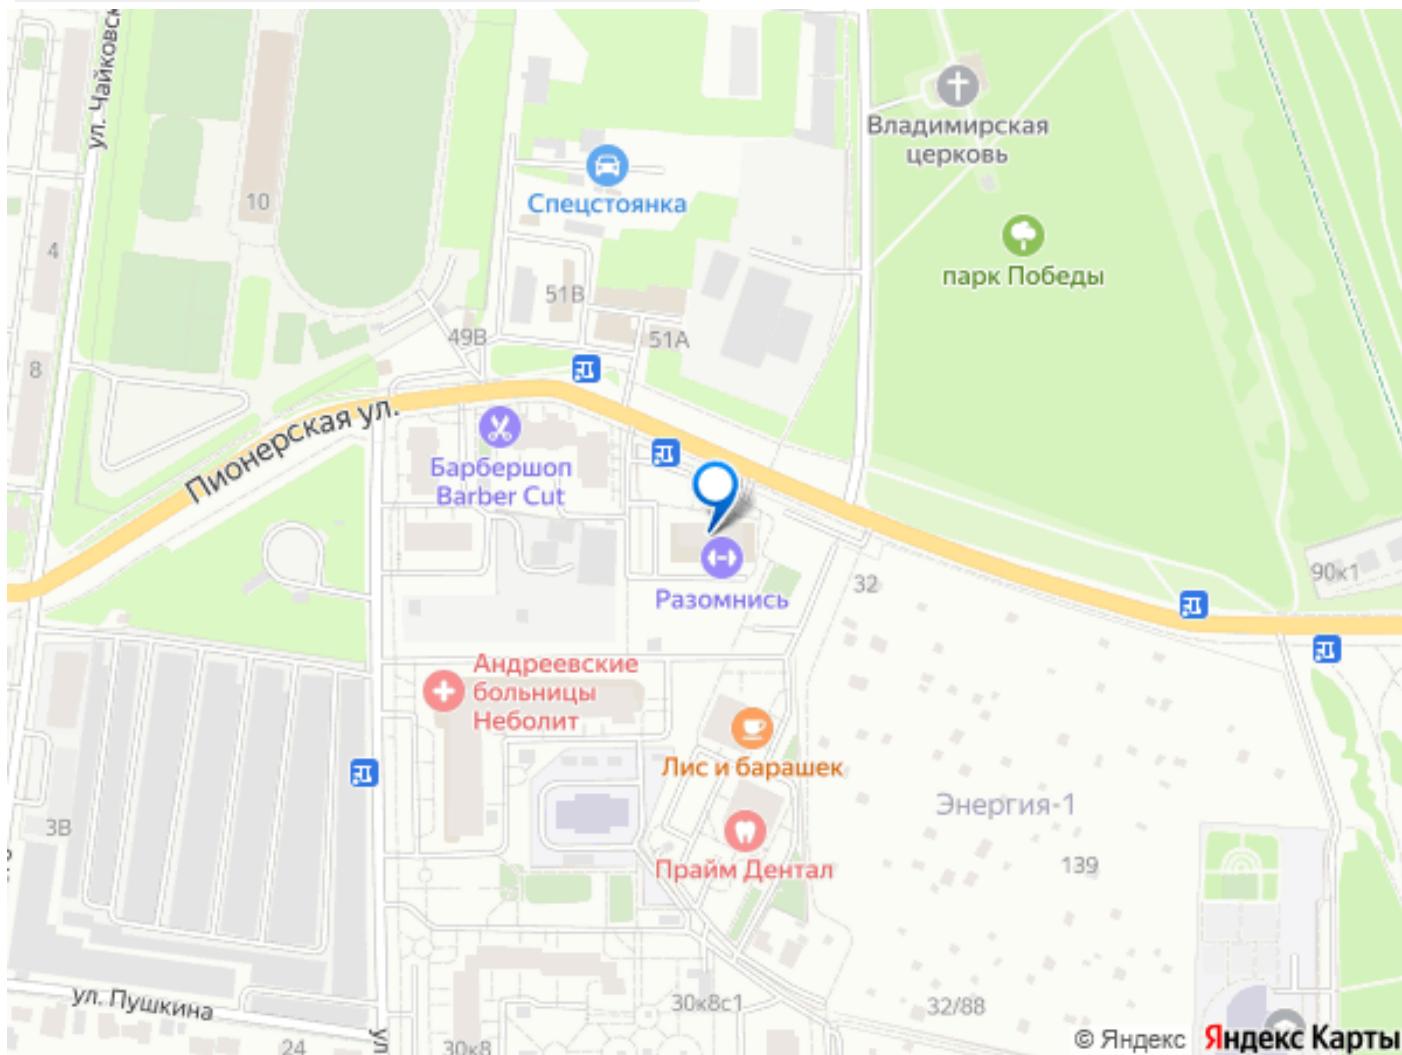 ул. Чайковск
Владимирская
церковь
Спецстоянка
10
парк Победы
4
51В
49В
51А
8
Пионерская ул.
Барбершоп
Barber Cut
90к1
32
Разомнись
Андреевские
больницы
Неболит
Лис и барашек
Энергия-1
3В
139
Прайм Дентал
ул. Пушкина
30к8с1
32/88
ул
24
30к8
© Яндекс Яндекс Карты